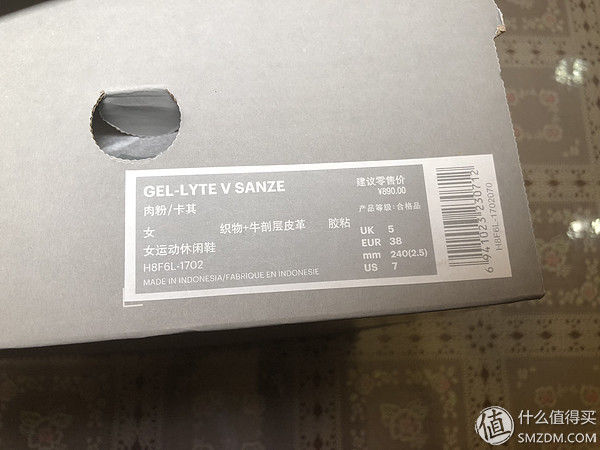 GEL-LYTE V SANZE
肉粉/卡其
女 织物+牛剖层皮革 胶粘
女运动休闲鞋
H8F6L-1702
MADE IN INDONESIA/FABRIQUE EN INDONESIE
建议零售价
¥890.00
产品等级:合格品
UK 5
EUR 38
mm 240(2.5)
US 7
H8F6L-1702070
值 什么值得买
SMZDM.COM